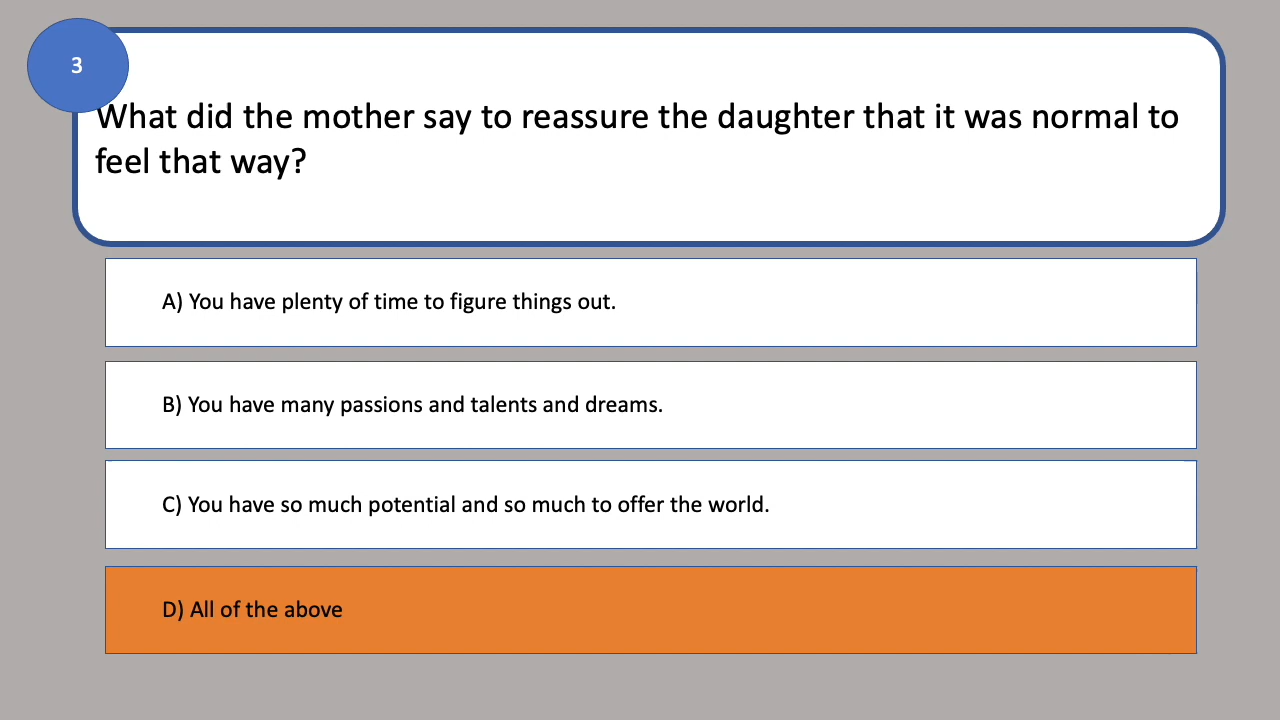 3
What did the mother say to reassure the daughter that it was normal to
feel that way?
A) You have plenty of time to figure things out.
B) You have many passions and talents and dreams.
C) You have so much potential and so much to offer the world.
D) All of the above